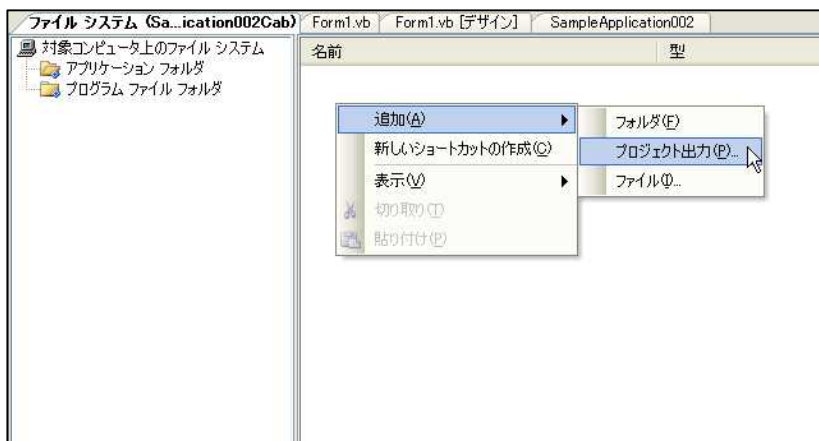 ファイル システム (Sa...ication002Cab) Form1.vb Form1.vb [デザイン] SampleApplication002
対象コンピュータ上のファイル システム
アプリケーション フォルダ
プログラム ファイル フォルダ
名前 型
追加(A)
新しいショートカットの作成(C)
表示(V)
切り取り(T)
貼り付け(P)
フォルダ(F)
プロジェクト出力(P)...
ファイル(I)...